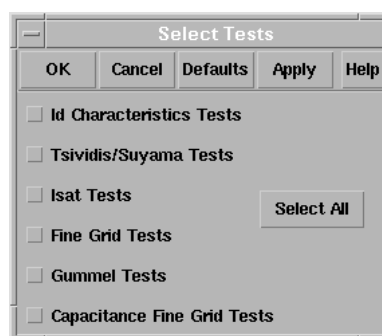 Select Tests
OK Cancel Defaults Apply Help
Id Characteristics Tests
Tsividis/Suyama Tests
Isat Tests
Select All
Fine Grid Tests
Gummel Tests
Capacitance Fine Grid Tests